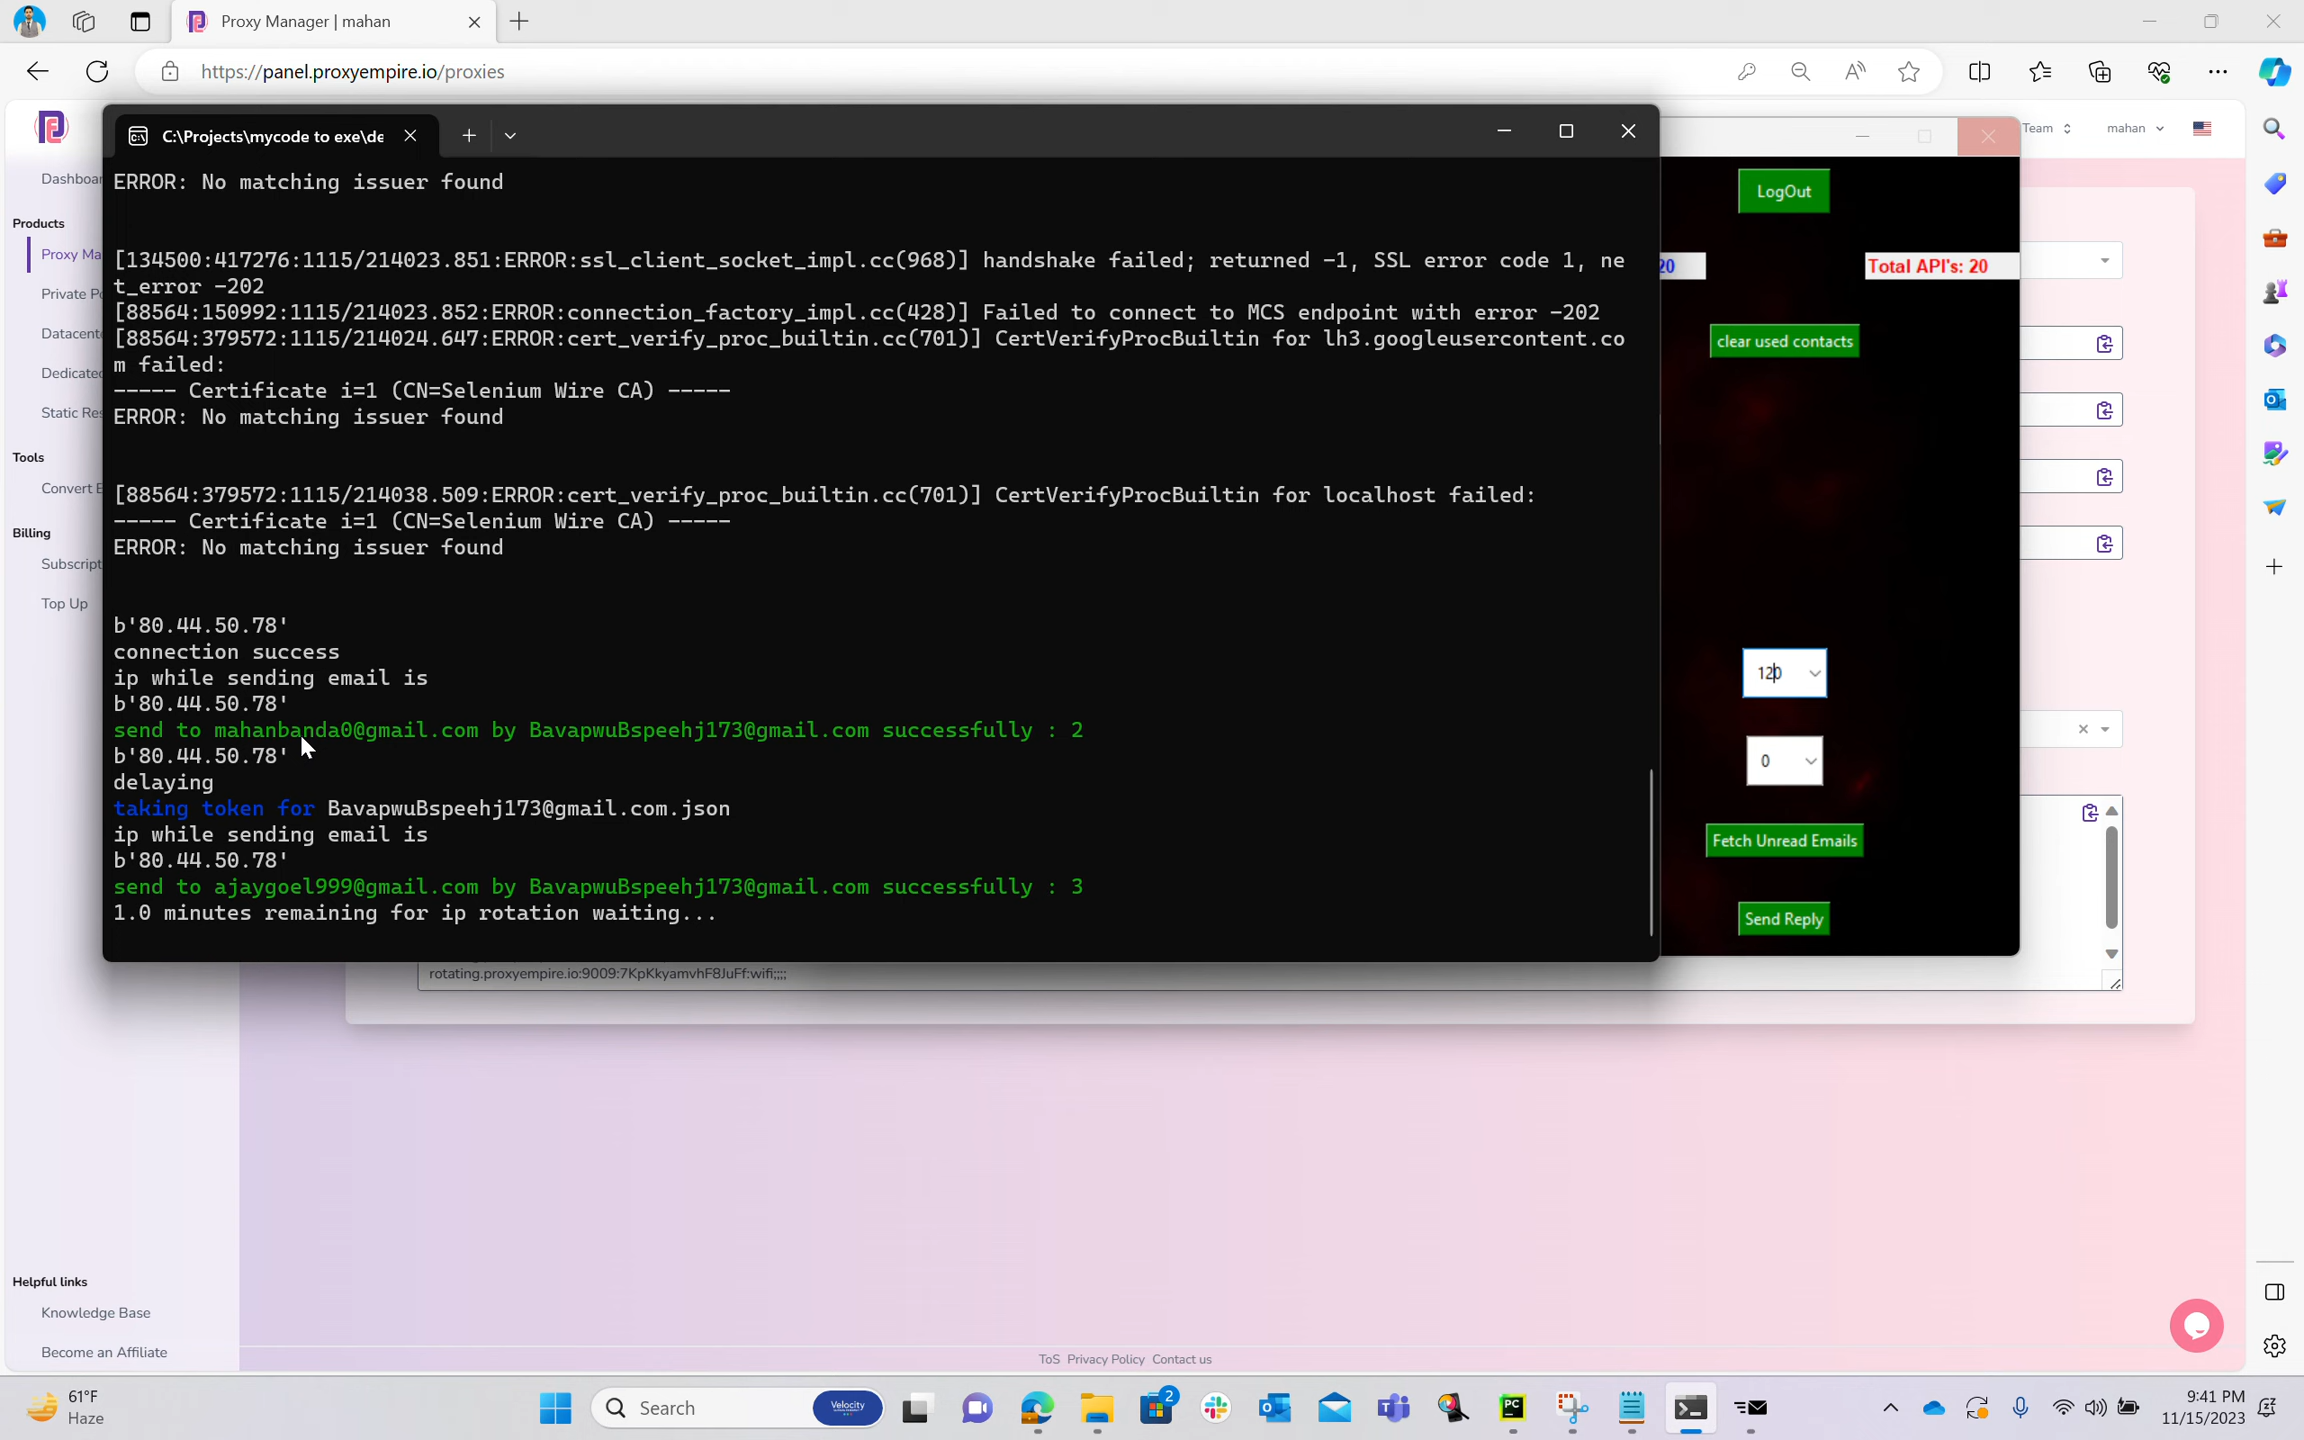 Proxy Manager | mahan
https://panel.proxyempire.io/proxies
C:\Projects\mycode to exe\de
Team
mahan
Dashboar
Products
Proxy Ma
Private Po
Datacente
Dedicated
Static Res
Tools
Convert E
Billing
Subscript
Top Up
ERROR: No matching issuer found
[134500:417276:1115/214023.851:ERROR:ssl_client_socket_impl.cc(968)] handshake failed; returned -1, SSL error code 1, ne
t_error -202
[88564:150992:1115/214023.852:ERROR:connection_factory_impl.cc(428)] Failed to connect to MCS endpoint with error -202
[88564:379572:1115/214024.647:ERROR:cert_verify_proc_builtin.cc(701)] CertVerifyProcBuiltin for lh3.googleusercontent.co
m failed:
----- Certificate i=1 (CN=Selenium Wire CA) -----
ERROR: No matching issuer found
[88564:379572:1115/214038.509:ERROR:cert_verify_proc_builtin.cc(701)] CertVerifyProcBuiltin for localhost failed:
----- Certificate i=1 (CN=Selenium Wire CA) -----
ERROR: No matching issuer found
b'80.44.50.78'
connection success
ip while sending email is
b'80.44.50.78'
send to mahanbanda0@gmail.com by BavapwuBspeehj173@gmail.com successfully : 2
b'80.44.50.78'
delaying
taking token for BavapwuBspeehj173@gmail.com.json
ip while sending email is
b'80.44.50.78'
send to ajaygoel999@gmail.com by BavapwuBspeehj173@gmail.com successfully : 3
1.0 minutes remaining for ip rotation waiting...
LogOut
20
Total API's: 20
clear used contacts
120
0
Fetch Unread Emails
Send Reply
rotating.proxyempire.io:9009:7KpKkyamvhF8JuFf:wifi;;;;
Helpful links
Knowledge Base
Become an Affiliate
ToS Privacy Policy Contact us
61°F
Haze
Search
Velocity
2
PC
9:41 PM
11/15/2023